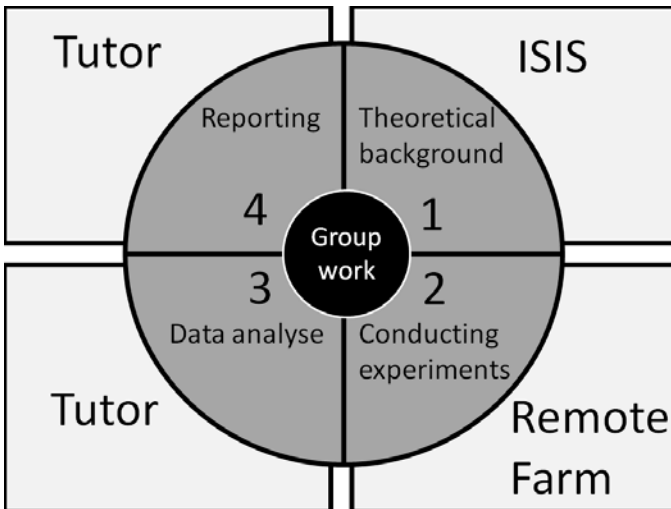 Tutor
ISIS
Reporting
Theoretical
background
4
1
Group
work
3
2
Data analyse
Conducting
experiments
Tutor
Remote
Farm